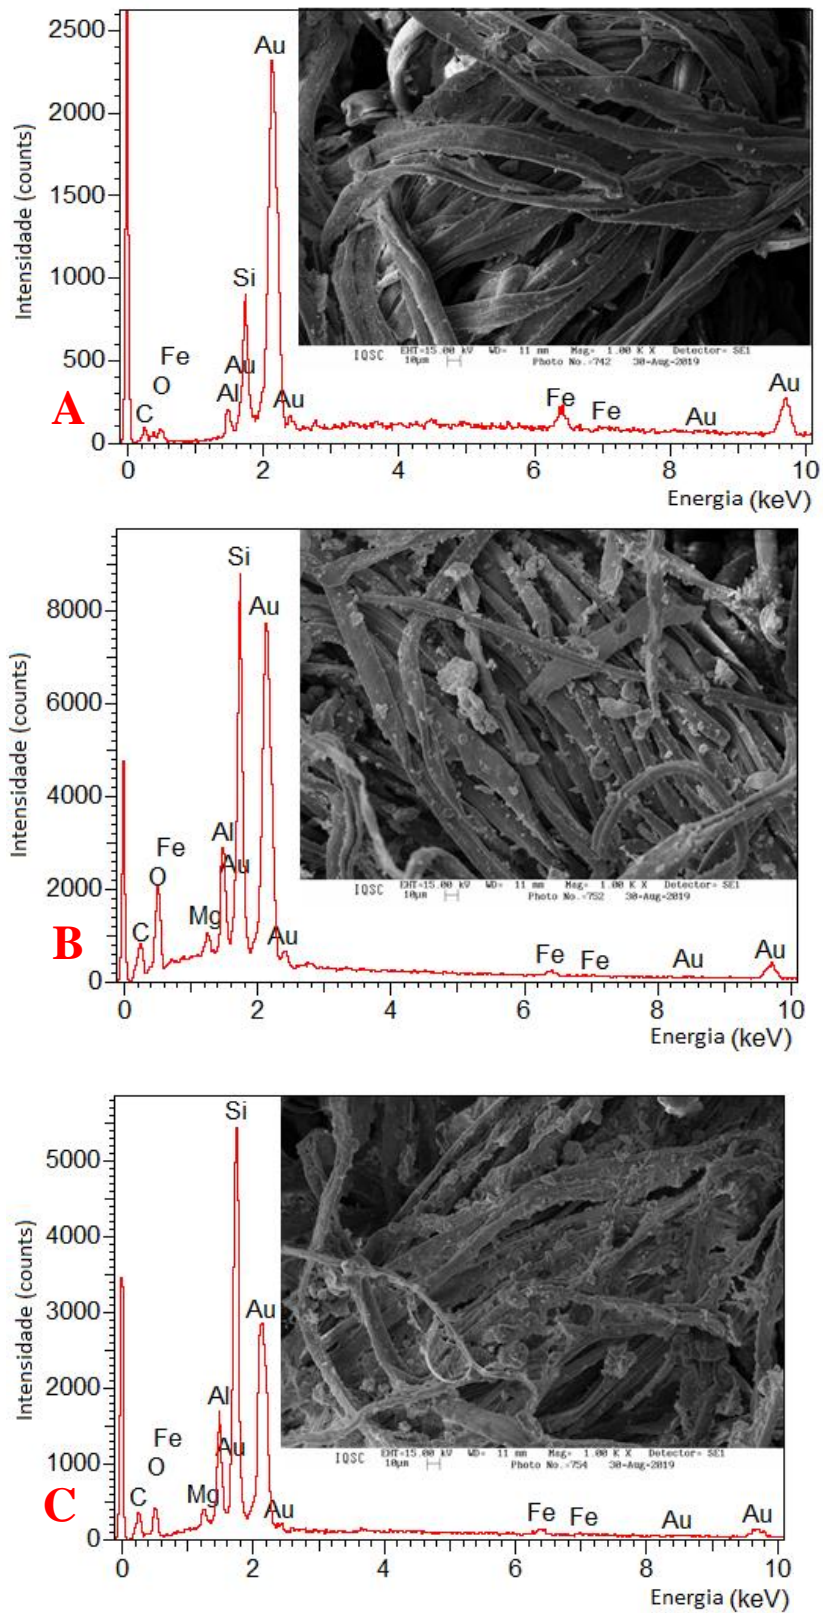 2500
2000
1500
1000
500
0
Intensidade (counts)
A
Au
Si
Fe
O
Au
Al
C
Au
Fe
Fe
Au
Au
0 2 4 6 8 10
Energia (keV)
IQSC EHT=15.00 kV WD= 11 mm Mag= 1.00 K X Detector= SE1
10µm Photo No.=742 30-Aug-2019
8000
6000
4000
2000
0
Intensidade (counts)
B
Si
Au
Al
Fe
Au
O
Mg
C
Au
Fe
Fe
Au
Au
0 2 4 6 8 10
Energia (keV)
IQSC EHT=15.00 kV WD= 11 mm Mag= 1.00 K X Detector= SE1
10µm Photo No.=752 30-Aug-2019
5000
4000
3000
2000
1000
0
Intensidade (counts)
C
Si
Au
Al
Fe
Au
O
Mg
C
Au
Fe
Fe
Au
Au
0 2 4 6 8 10
Energia (keV)
IQSC EHT=15.00 kV WD= 11 mm Mag= 1.00 K X Detector= SE1
10µm Photo No.=754 30-Aug-2019